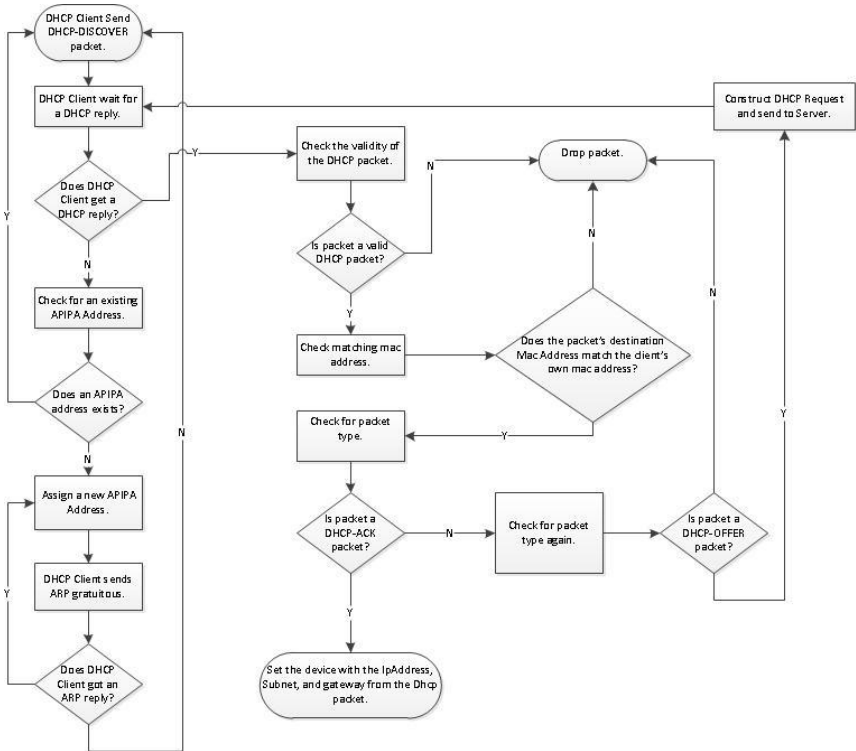 DHCP Client Send
DHCP-DISCOVER
packet.
DHCP Client wait for
a DHCP reply.
Does DHCP
Client get a
DHCP reply?
N
Y
Y
Check for an existing
APIPA Address.
Does an APIPA
address exists?
N
N
Assign a new APIPA
Address.
DHCP Client sends
ARP gratuitous.
Y
Does DHCP
Client got an
ARP reply?
Check the validity of
the DHCP packet.
Is packet a valid
DHCP packet?
N
Y
Check matching mac
address.
Drop packet.
N
Does the packet's destination
Mac Address match the client's
own mac address?
Y
Check for packet
type.
Is packet a
DHCP-ACK
packet?
N
Y
Check for packet
type again.
Is packet a
DHCP-OFFER
packet?
N
Y
Construct DHCP Request
and send to Server.
Set the device with the IpAddress,
Subnet, and gateway from the Dhcp
packet.